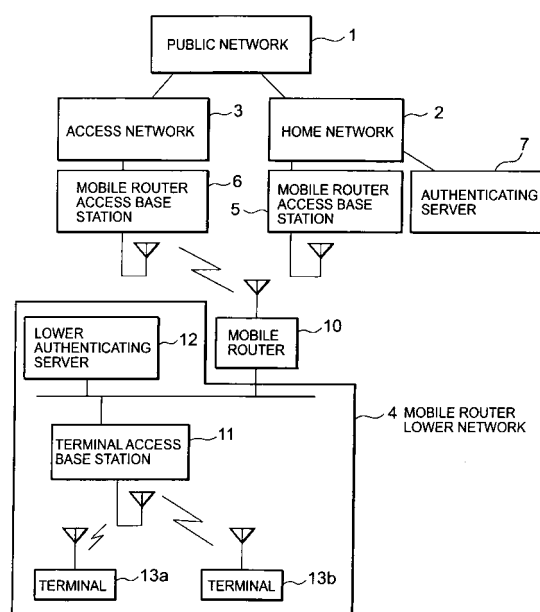 1
PUBLIC NETWORK
3
2
ACCESS NETWORK
HOME NETWORK
7
6
MOBILE ROUTER
ACCESS BASE
STATION
5
MOBILE ROUTER
ACCESS BASE
STATION
AUTHENTICATING
SERVER
LOWER
AUTHENTICATING
SERVER
12
MOBILE
ROUTER
10
4 MOBILE ROUTER
LOWER NETWORK
11
TERMINAL ACCESS
BASE STATION
TERMINAL
13a
TERMINAL
13b